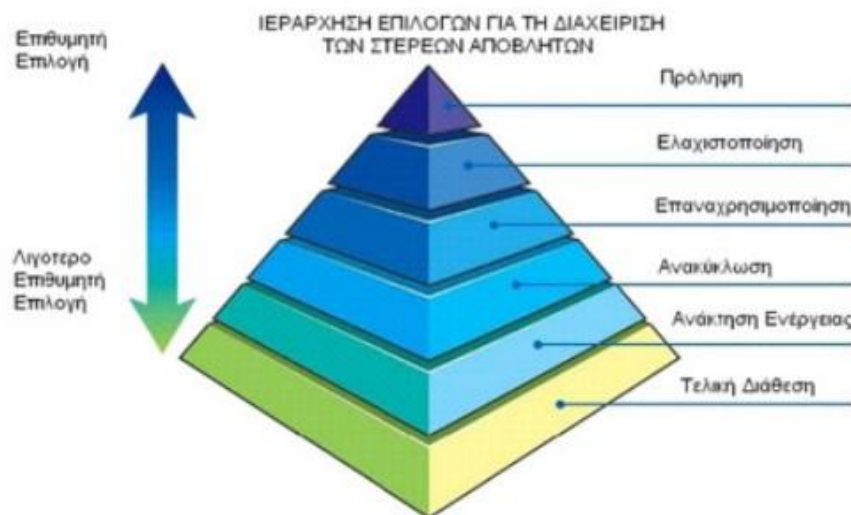 ΙΕΡΑΡΧΗΣΗ ΕΠΙΛΟΓΩΝ ΓΙΑ ΤΗ ΔΙΑΧΕΙΡΙΣΗ
ΤΩΝ ΣΤΕΡΕΩΝ ΑΠΟΒΛΗΤΩΝ
Επιθυμητή
Επιλογή
Πρόληψη
Ελαχιστοποίηση
Επαναχρησιμοποίηση
Λιγοτερο
Επιθυμητή
Επιλογή
Ανακύκλωση
Ανάκτηση Ενέργειας
Τελική Διάθεση